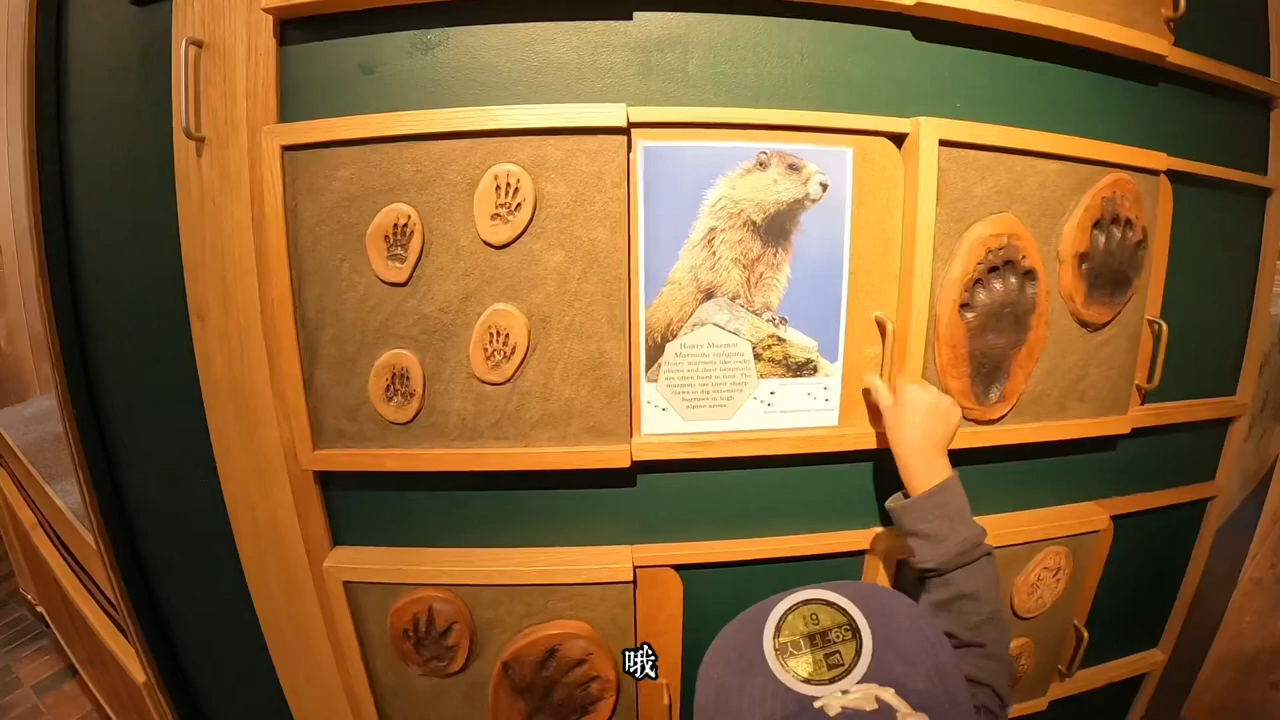 Hoary Marmot
Marmota caligata
Hoary marmots like rocky
places and their footprints
are often hard to find. The
marmots use their sharp
claws to dig extensive
burrows in high
alpine areas.
59FIFTY
哦